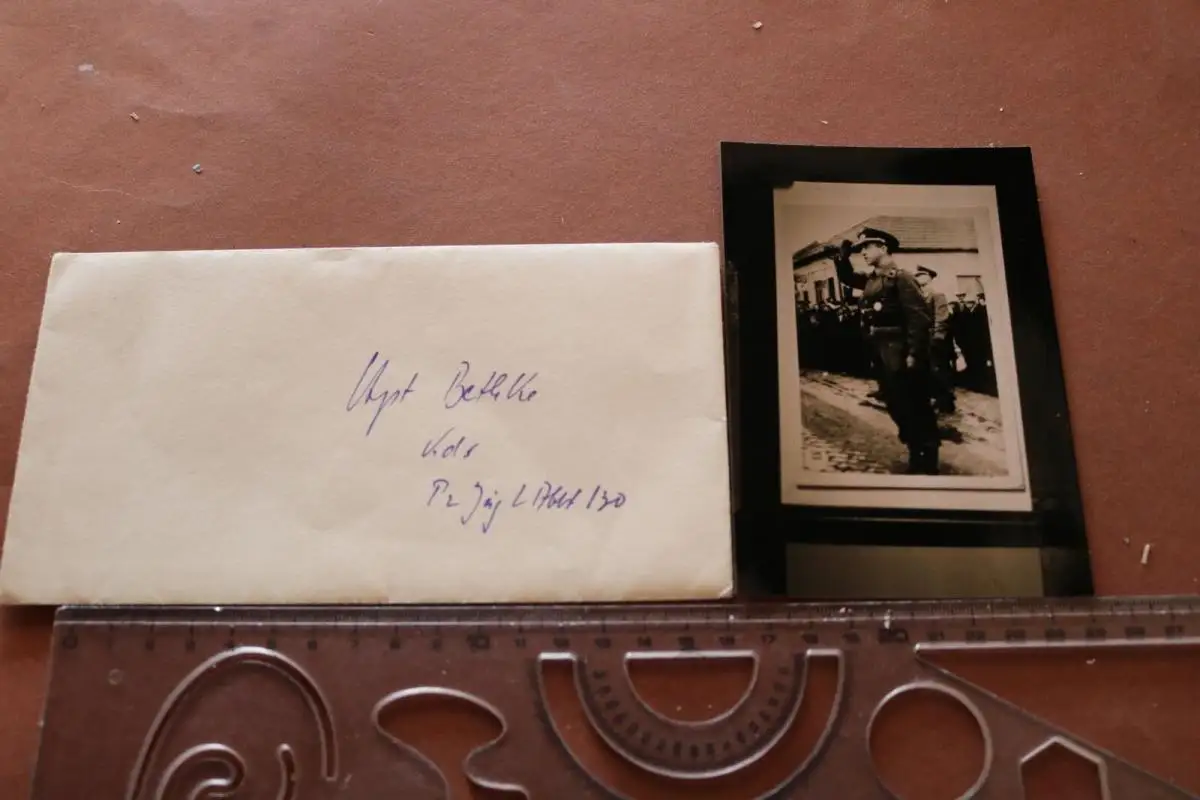 Hpt Bethke
Kdr
Pz Jäg L Abt 130